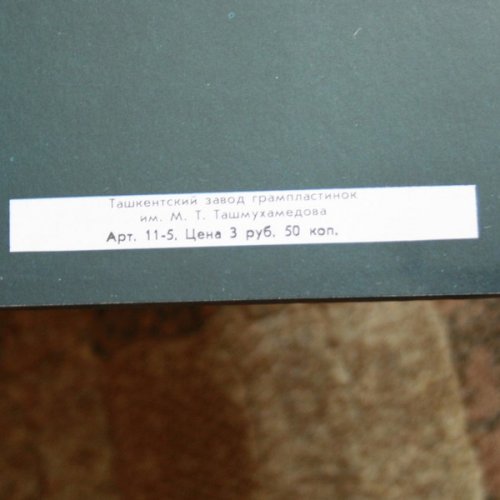 Ташкентский завод грампластинок
им. М. Т. Ташмухамедова
Арт. 11-5. Цена 3 руб. 50 коп.